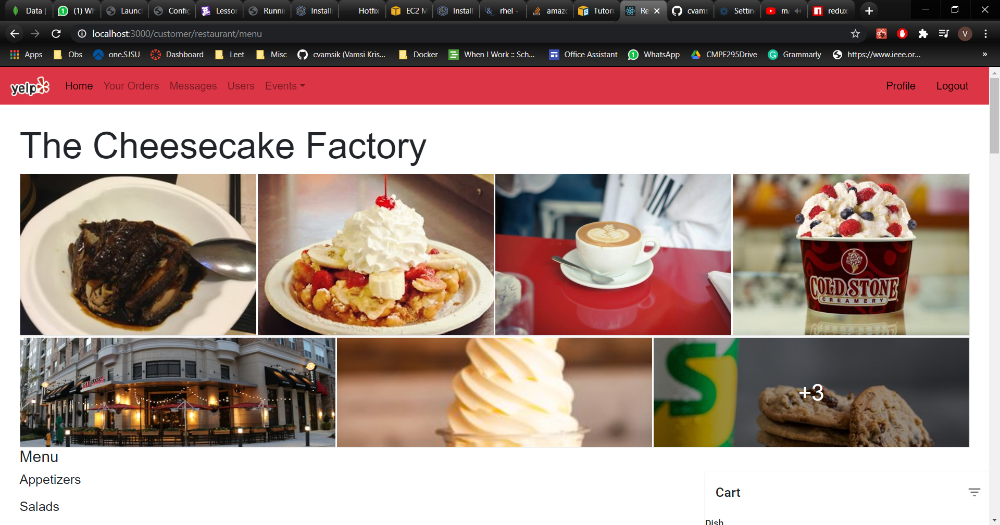 Data |
(1) Wh
Launc
Config
Lesson
Runni
Installi
Hotfix
EC2 M
Install
rhel -
amazo
Tutori
Re
cvams
Settin
redux
localhost:3000/customer/restaurant/menu
V
Apps
Obs
one.SJSU
Dashboard
Leet
Misc
cvamsik (Vamsi Kris...
Docker
When I Work :: Sch...
Office Assistant
WhatsApp
CMPE295Drive
Grammarly
https://www.ieee.or...
»
yelp
Home
Your Orders
Messages
Users
Events
Profile
Logout
The Cheesecake Factory
COLD STONE
CREAMERY
+3
Menu
Appetizers
Cart
Salads
Dish